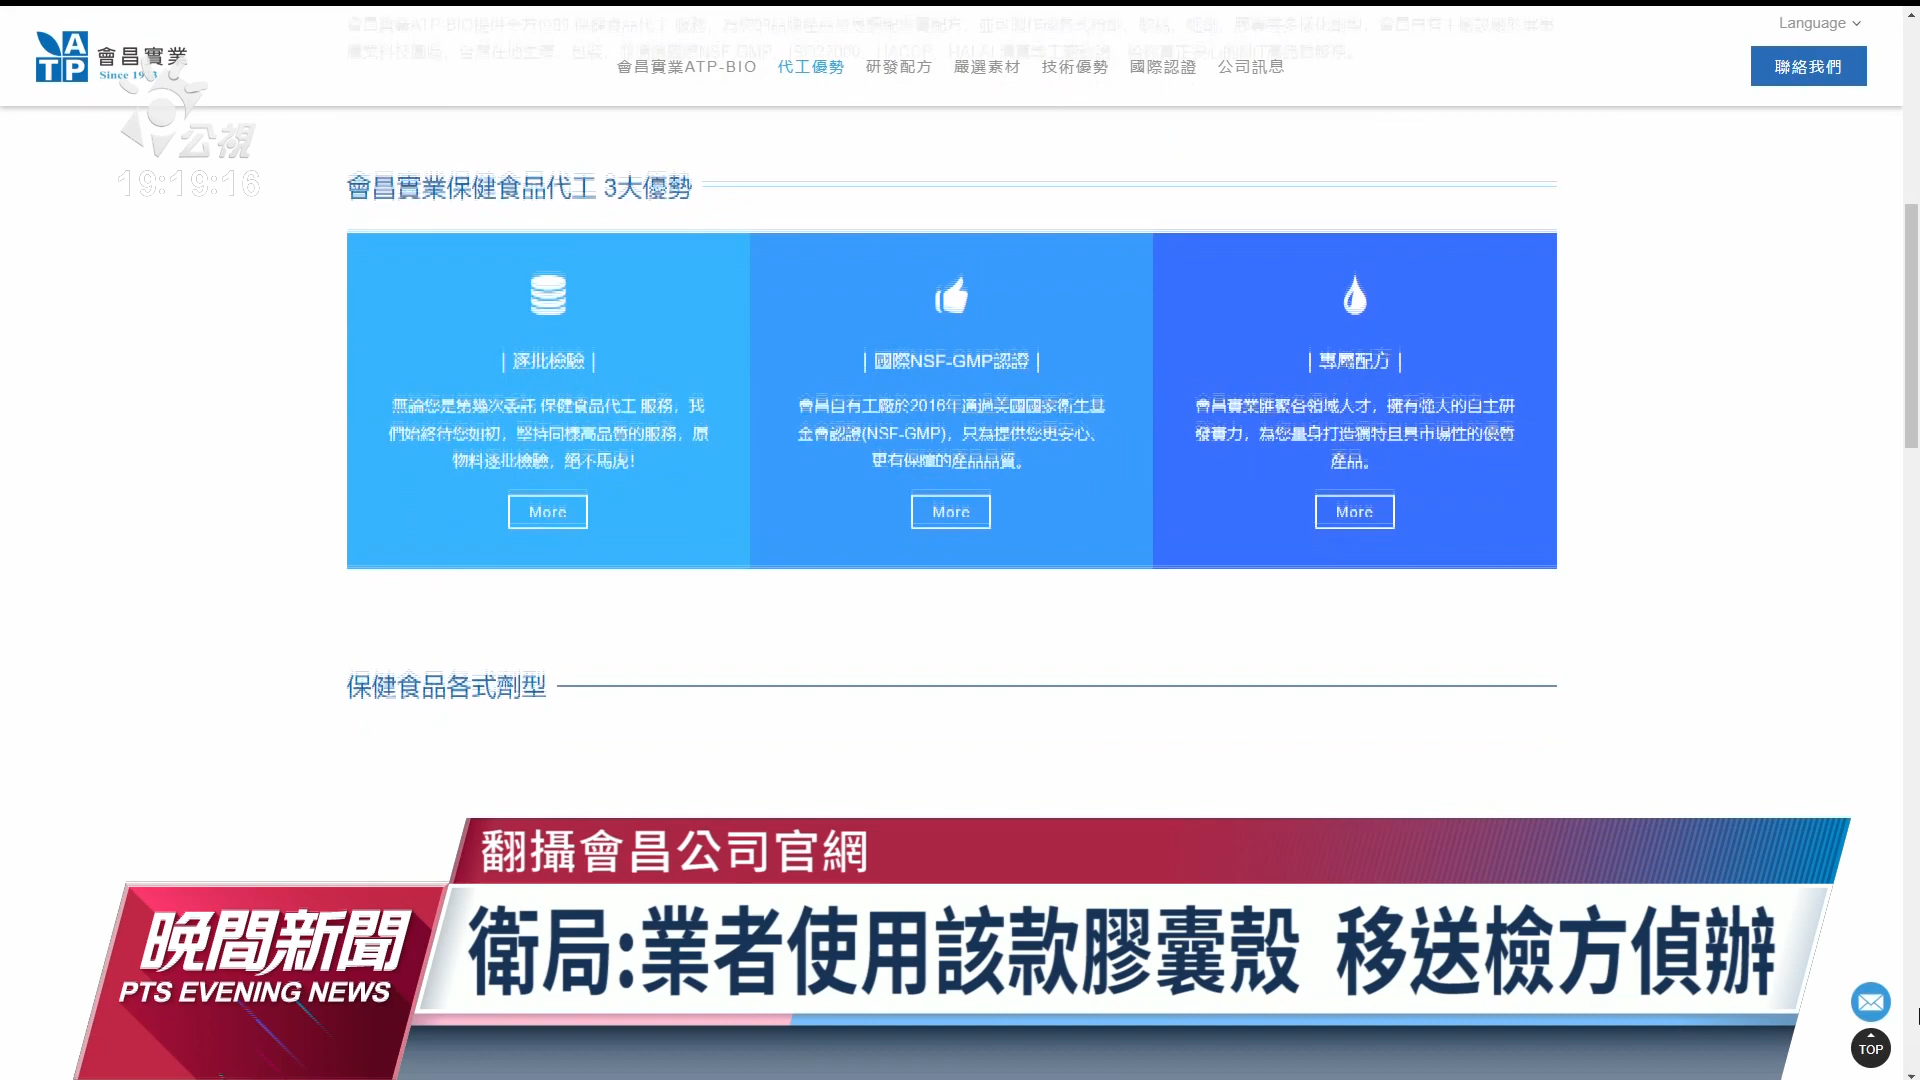 Language
ATP 會昌實業
會昌實業ATP-BIO 代工優勢 研發配方 嚴選素材 技術優勢 國際認證 公司訊息
聯絡我們
公視
19:19:16
會昌實業保健食品代工 3大優勢
|逐批檢驗|
無論您是第幾次委託 保健食品代工 服務，我
們始終待您如初，堅持同樣高品質的服務，原
物料逐批檢驗，絕不馬虎！
More
|國際NSF-GMP認證|
會昌自有工廠於2016年通過美國國家衛生基
金會認證(NSF-GMP)，只為提供您更安心、
更有保障的產品品質。
More
|專屬配方|
會昌實業匯聚各領域人才，擁有強大的自主研
發實力，為您量身打造獨特且具市場性的優質
產品。
More
保健食品各式劑型
翻攝會昌公司官網
晚間新聞
PTS EVENING NEWS
衛局:業者使用該款膠囊殼 移送檢方偵辦
TOP